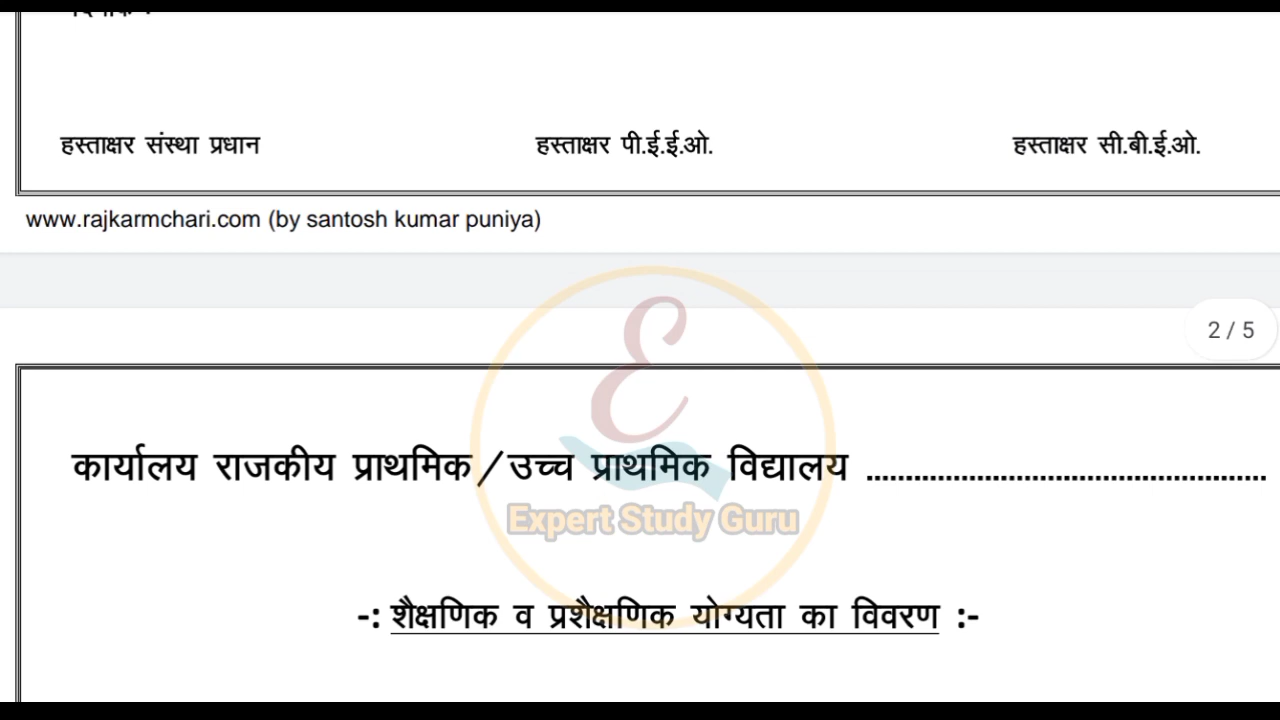 हस्ताक्षर संस्था प्रधान हस्ताक्षर पी.ई.ई.ओ. हस्ताक्षर सी.बी.ई.ओ.
www.rajkarmchari.com (by santosh kumar puniya)
2 / 5
कार्यालय राजकीय प्राथमिक/उच्च प्राथमिक विद्यालय ................................................
Expert Study Guru
-: शैक्षणिक व प्रशैक्षणिक योग्यता का विवरण :-